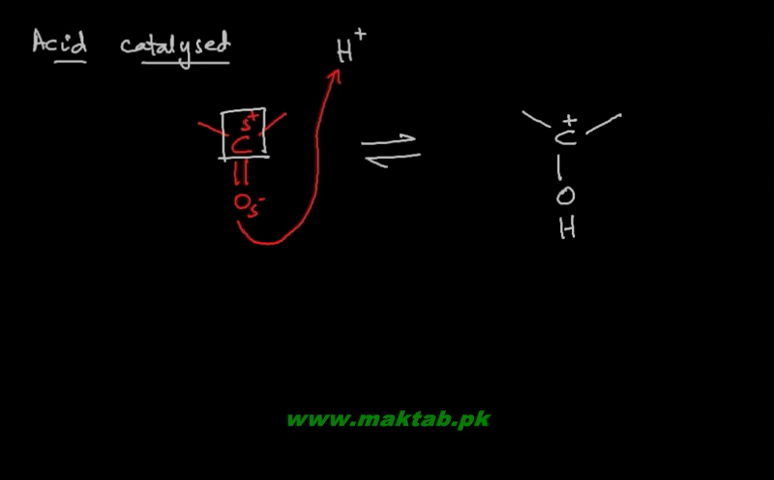 Acid catalysed
H+
δ+
C +
C
O δ-
O
H
www.maktab.pk